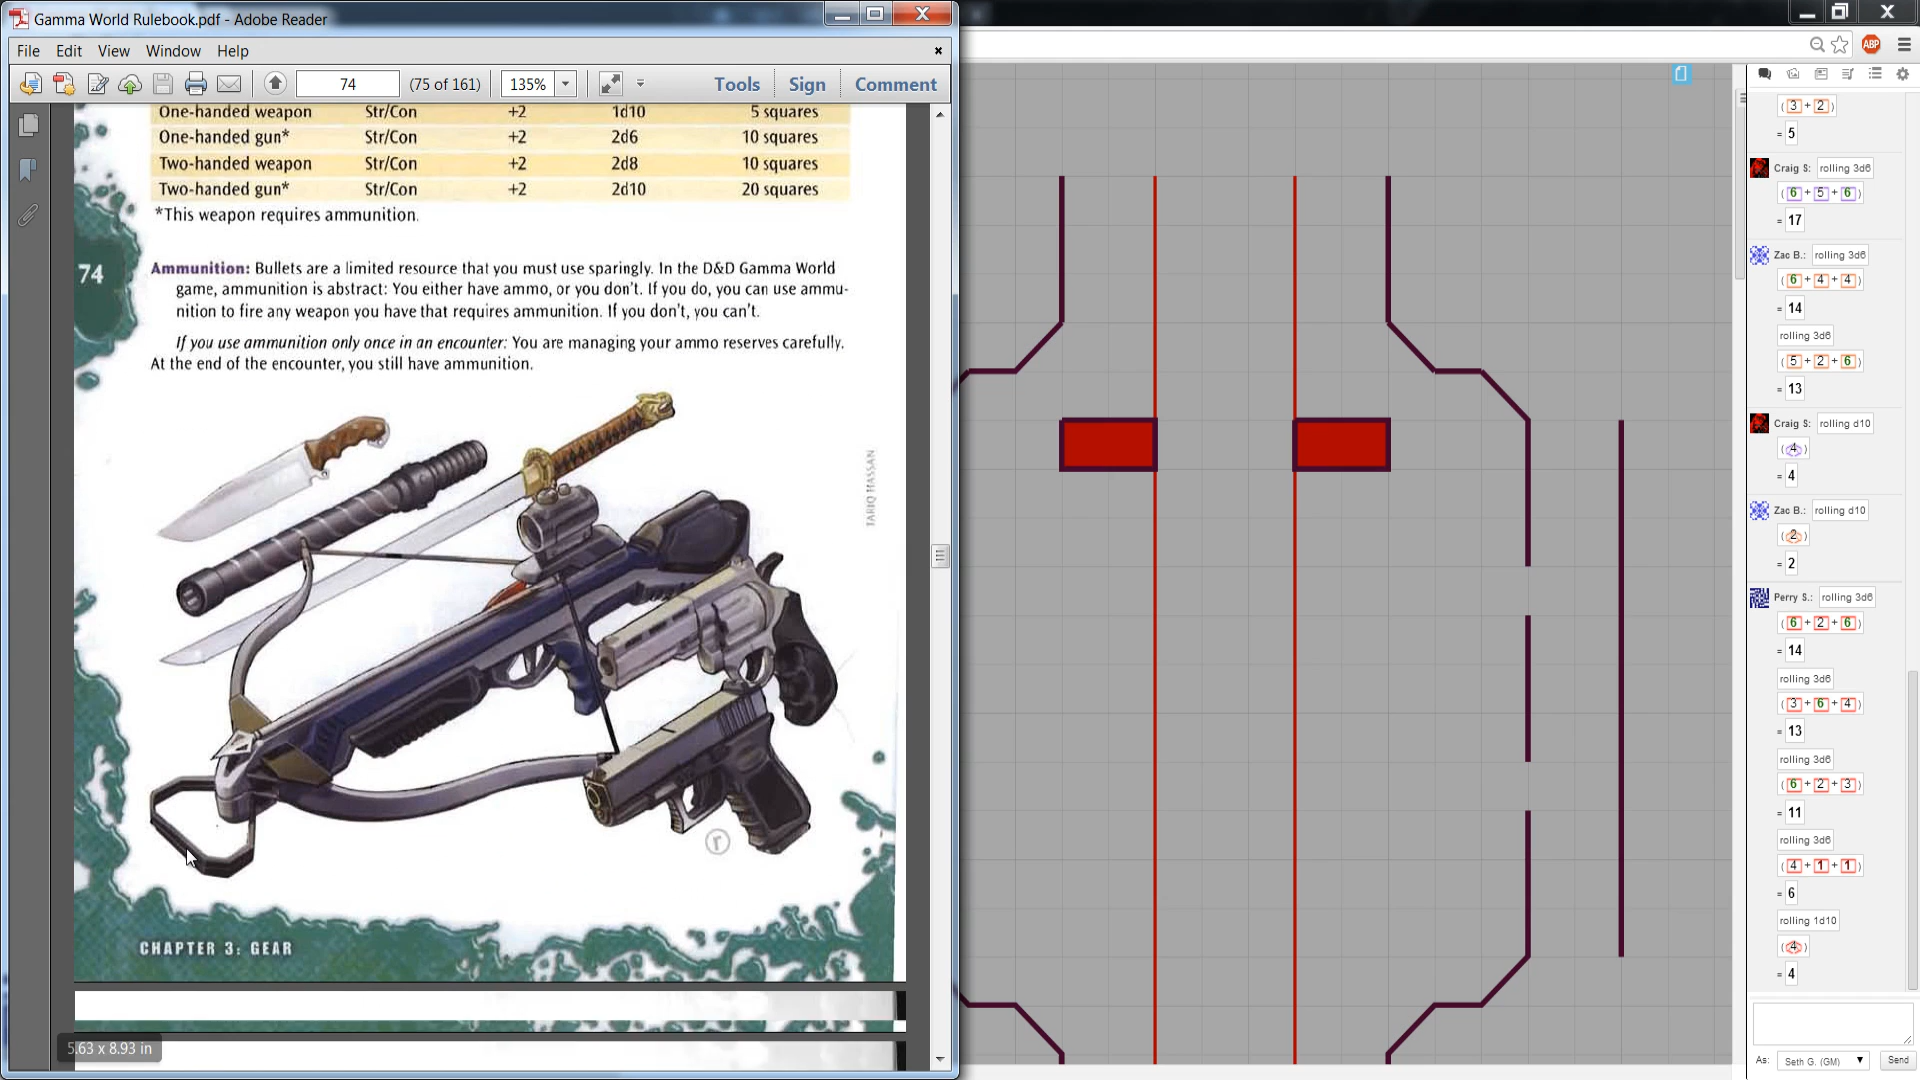 Gamma World Rulebook.pdf - Adobe Reader
File Edit View Window Help
74 (75 of 161) 135% Tools Sign Comment
One-handed weapon Str/Con +2 1d10 5 squares
One-handed gun* Str/Con +2 2d6 10 squares
Two-handed weapon Str/Con +2 2d8 10 squares
Two-handed gun* Str/Con +2 2d10 20 squares
*This weapon requires ammunition.
74
Ammunition: Bullets are a limited resource that you must use sparingly. In the D&D Gamma World
game, ammunition is abstract: You either have ammo, or you don't. If you do, you can use ammu-
nition to fire any weapon you have that requires ammunition. If you don't, you can't.
If you use ammunition only once in an encounter: You are managing your ammo reserves carefully.
At the end of the encounter, you still have ammunition.
TARIQ HASSAN
r
CHAPTER 3: GEAR
5.63 x 8.93 in
ABP
(3+2)
= 5
Craig S: rolling 3d6
(6+5+6)
= 17
Zac B.: rolling 3d6
(6+4+4)
= 14
rolling 3d6
(5+2+6)
= 13
Craig S: rolling d10
(4)
= 4
Zac B.: rolling d10
(2)
= 2
Perry S.: rolling 3d6
(6+2+6)
= 14
rolling 3d6
(3+6+4)
= 13
rolling 3d6
(6+2+3)
= 11
rolling 3d6
(4+1+1)
= 6
rolling 1d10
(4)
= 4
As: Seth G. (GM) Send